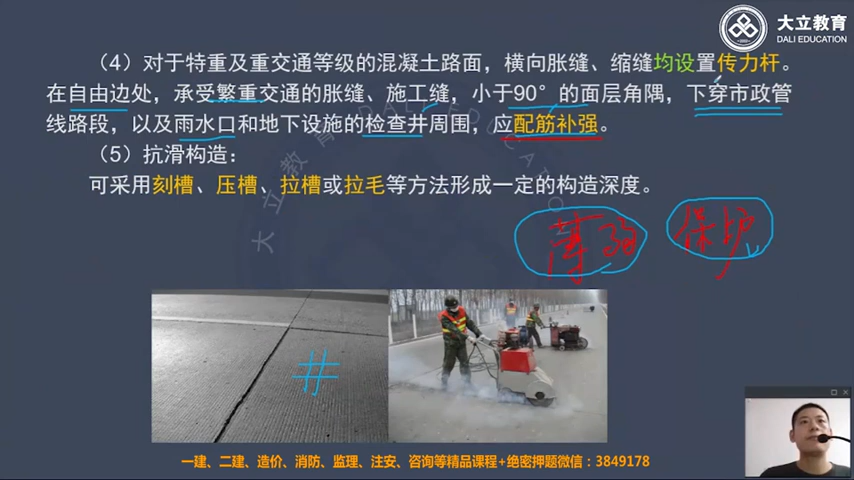 大立教育
DALI EDUCATION
（4）对于特重及重交通等级的混凝土路面，横向胀缝、缩缝均设置传力杆。
在自由边处，承受繁重交通的胀缝、施工缝，小于90°的面层角隅，下穿市政管
线路段，以及雨水口和地下设施的检查井周围，应配筋补强。
（5）抗滑构造：
可采用刻槽、压槽、拉槽或拉毛等方法形成一定的构造深度。
薄弱 保护
井
一建、二建、造价、消防、监理、注安、咨询等精品课程+绝密押题微信：3849178